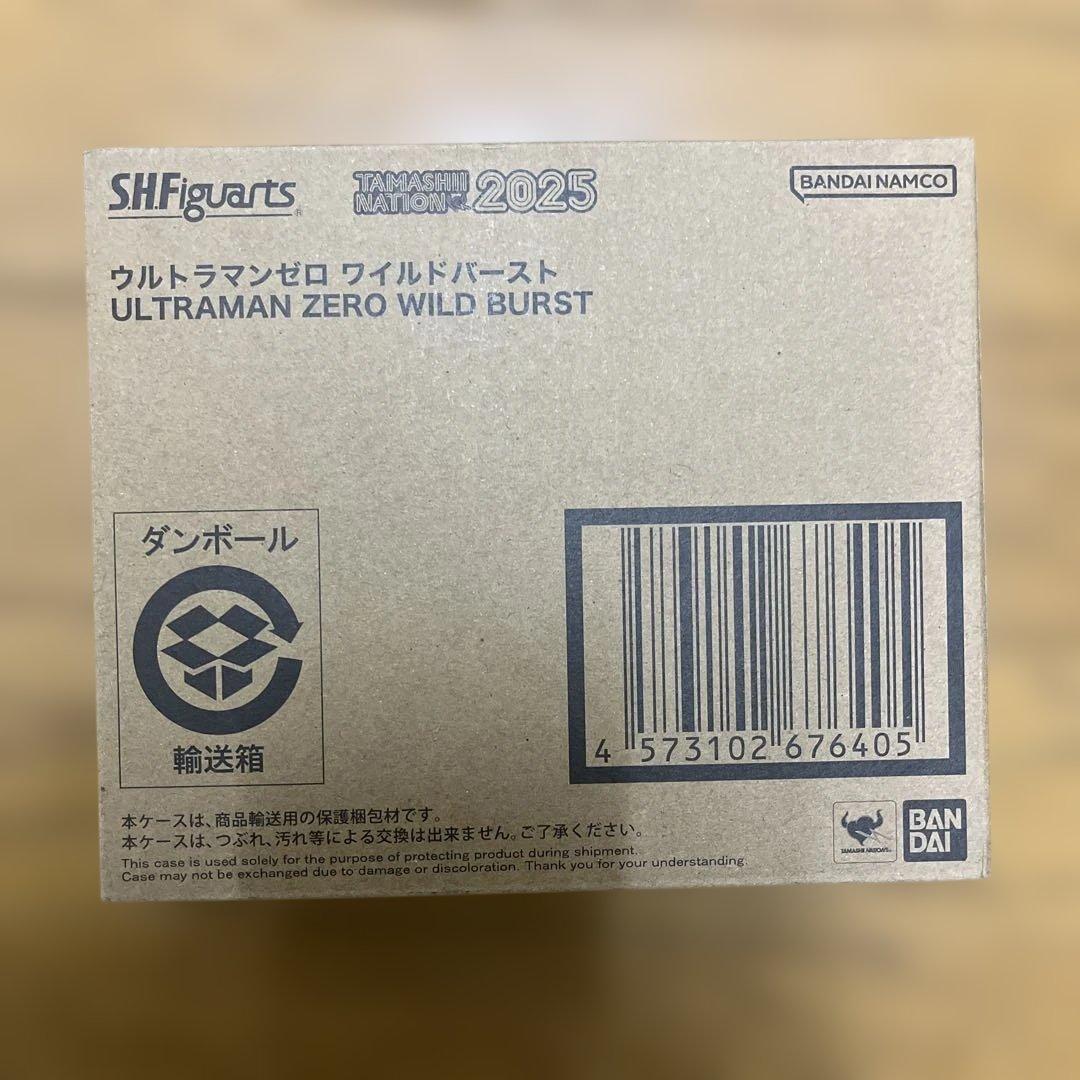 S.H.Figuarts®
TAMASHII NATION 2025
BANDAI NAMCO
ウルトラマンゼロ ワイルドバースト
ULTRAMAN ZERO WILD BURST
ダンボール
輸送箱
4 573102 676405
本ケースは、商品輸送用の保護梱包材です。
本ケースは、つぶれ、汚れ等による交換は出来ません。ご了承ください。
This case is used solely for the purpose of protecting product during shipment.
Case may not be exchanged due to damage or discoloration. Thank you for your understanding.
TAMASHII NATIONS
BAN
DAI